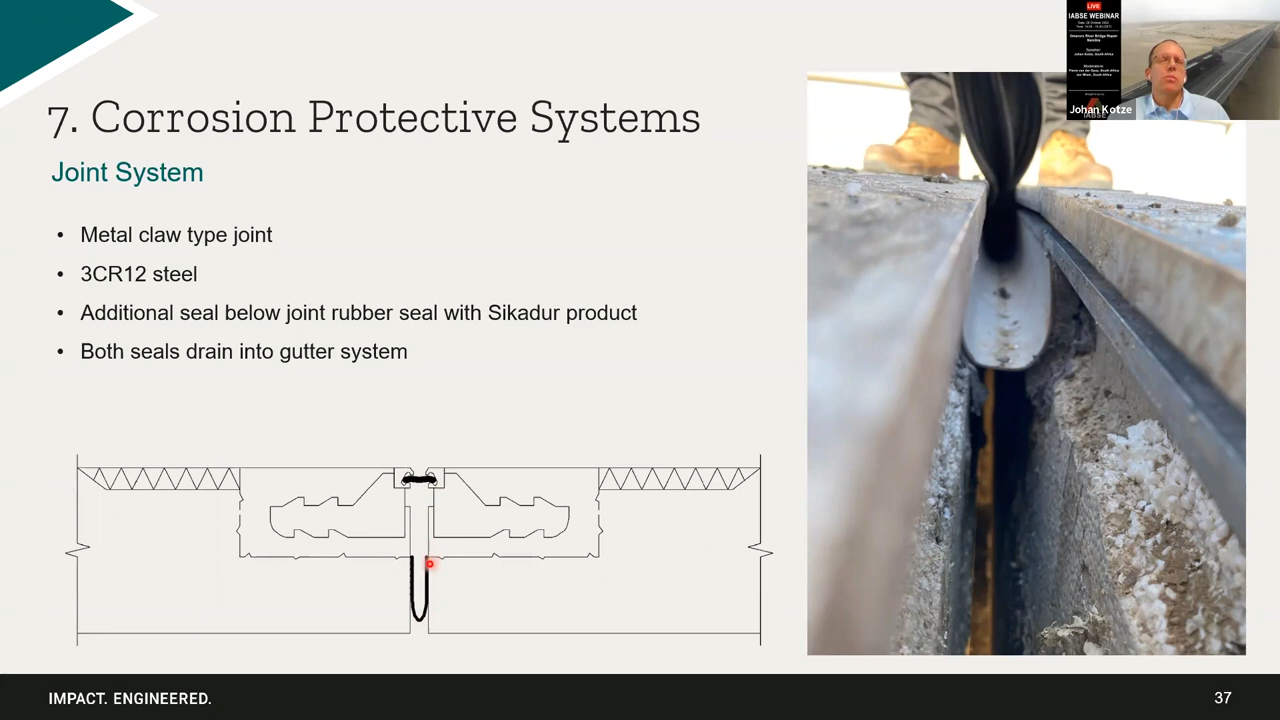 LIVE
IABSE WEBINAR
Johan Kotze
IABSE
7. Corrosion Protective Systems
Joint System
• Metal claw type joint
• 3CR12 steel
• Additional seal below joint rubber seal with Sikadur product
• Both seals drain into gutter system
IMPACT. ENGINEERED.
37